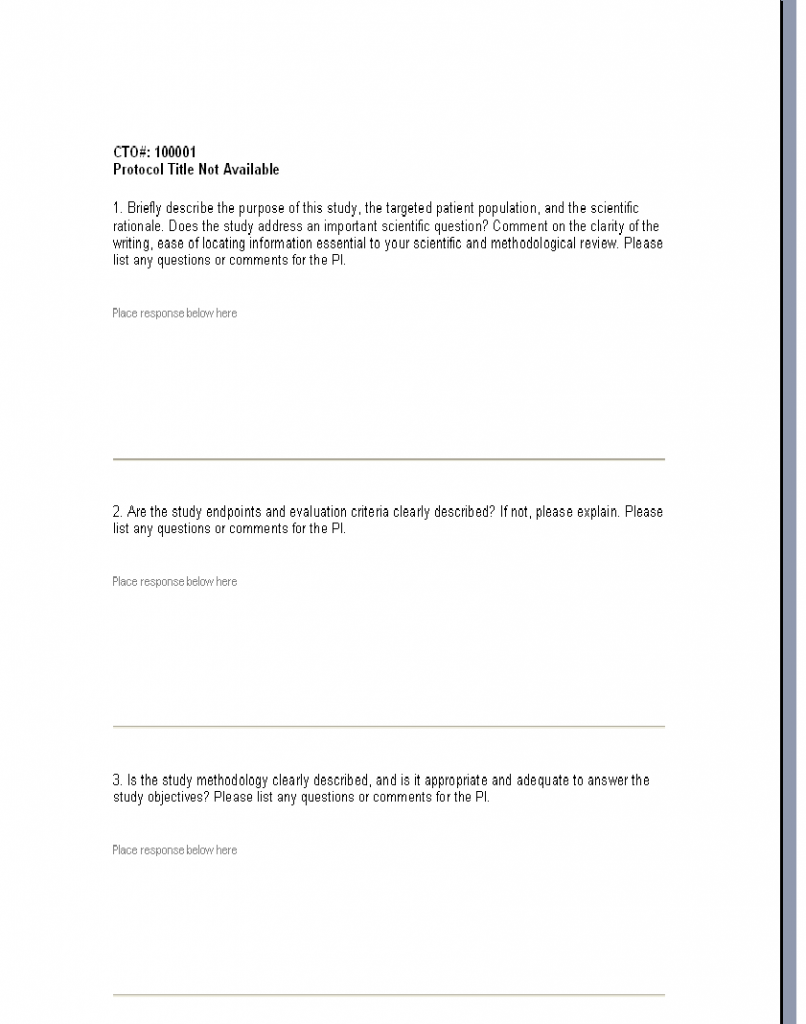 CTO#: 100001
Protocol Title Not Available
1. Briefly describe the purpose of this study, the targeted patient population, and the scientific
rationale. Does the study address an important scientific question? Comment on the clarity of the
writing, ease of locating information essential to your scientific and methodological review. Please
list any questions or comments for the PI.
Place response below here
2. Are the study endpoints and evaluation criteria clearly described? If not, please explain. Please
list any questions or comments for the PI.
Place response below here
3. Is the study methodology clearly described, and is it appropriate and adequate to answer the
study objectives? Please list any questions or comments for the PI.
Place response below here